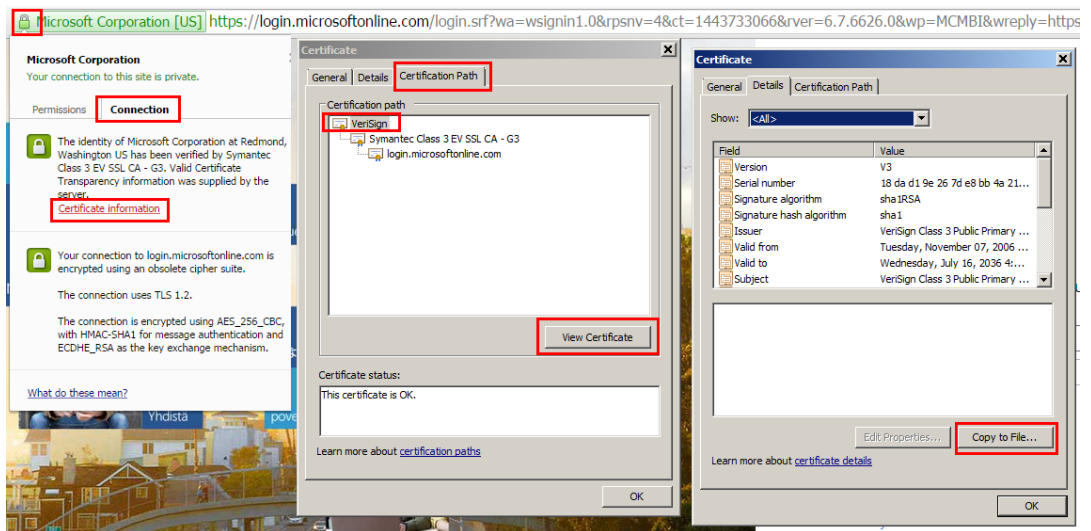 Microsoft Corporation [US] https://login.microsoftonline.com/login.srf?wa=wsignin1.0&rpsnv=4&ct=1443733066&rver=6.7.6626.0&wp=MCMBI&wreply=https
Microsoft Corporation
Your connection to this site is private.
Permissions Connection
The identity of Microsoft Corporation at Redmond,
Washington US has been verified by Symantec
Class 3 EV SSL CA - G3. Valid Certificate
Transparency information was supplied by the
server.
Certificate information
Your connection to login.microsoftonline.com is
encrypted using an obsolete cipher suite.
The connection uses TLS 1.2.
The connection is encrypted using AES_256_CBC,
with HMAC-SHA1 for message authentication and
ECDHE_RSA as the key exchange mechanism.
What do these mean?
Yhdistä
pove
Certificate
General Details Certification Path
Certification path
VeriSign
Symantec Class 3 EV SSL CA - G3
login.microsoftonline.com
View Certificate
Certificate status:
This certificate is OK.
Learn more about certification paths
OK
Certificate
General Details Certification Path
Show: <All>
Field Value
Version V3
Serial number 18 da d1 9e 26 7d e8 bb 4a 21...
Signature algorithm sha1RSA
Signature hash algorithm sha1
Issuer VeriSign Class 3 Public Primary ...
Valid from Tuesday, November 07, 2006 ...
Valid to Wednesday, July 16, 2036 4:...
Subject VeriSign Class 3 Public Primary ...
Edit Properties... Copy to File...
Learn more about certificate details
OK